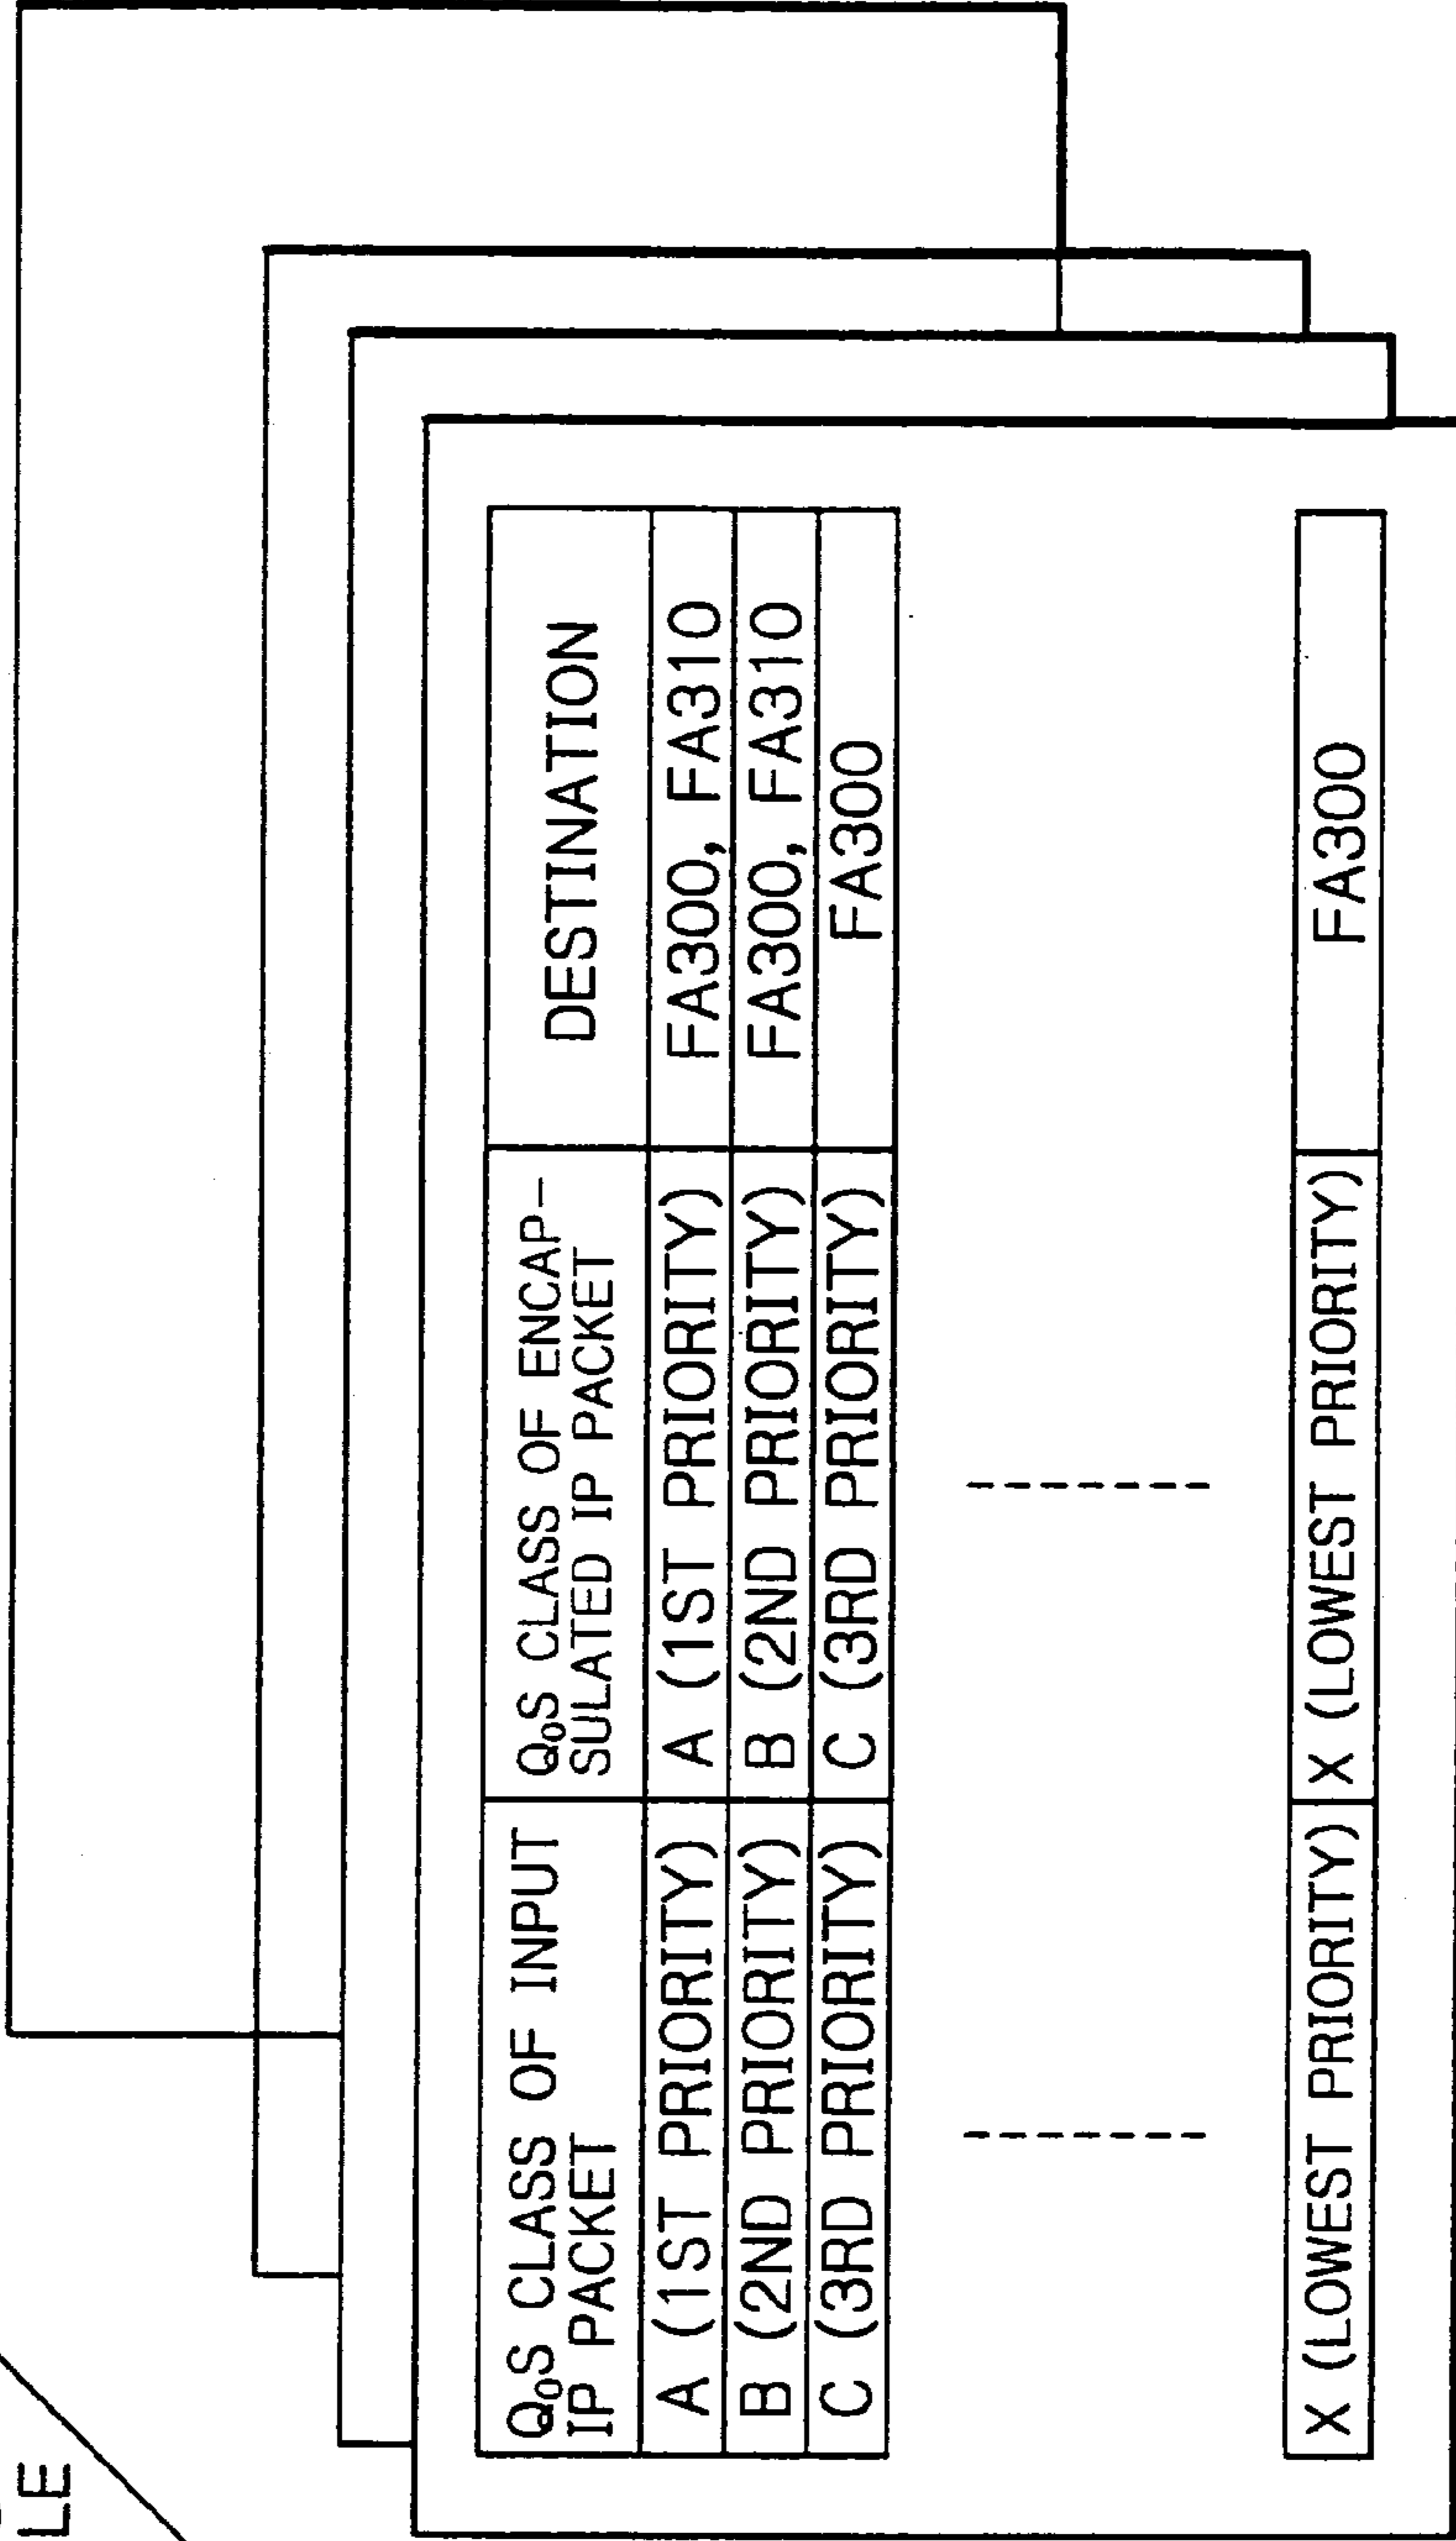 LE
QoS CLASS OF INPUT
IP PACKET
QoS CLASS OF ENCAP-
SULATED IP PACKET
DESTINATION
A (1ST PRIORITY)
A (1ST PRIORITY)
FA300, FA310
B (2ND PRIORITY)
B (2ND PRIORITY)
FA300, FA310
C (3RD PRIORITY)
C (3RD PRIORITY)
FA300
X (LOWEST PRIORITY)
X (LOWEST PRIORITY)
FA300